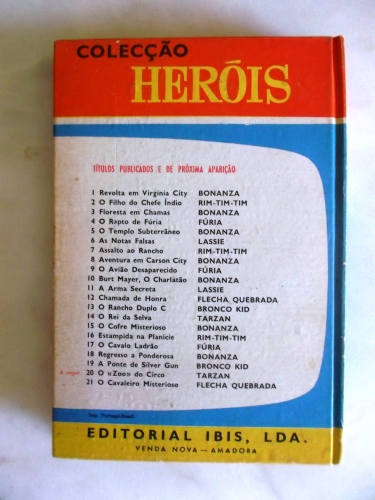 COLECÇÃO
HERÓIS
TÍTULOS PUBLICADOS E DE PRÓXIMA APARIÇÃO
1 Revolta em Virginia City BONANZA
2 O Filho do Chefe Índio RIM-TIM-TIM
3 Floresta em Chamas BONANZA
4 O Rapto de Fúria FÚRIA
5 O Templo Subterrâneo BONANZA
6 As Notas Falsas LASSIE
7 Assalto ao Rancho RIM-TIM-TIM
8 Aventura em Carson City BONANZA
9 O Avião Desaparecido FÚRIA
10 Burt Mayer, O Charlatão BONANZA
11 A Arma Secreta LASSIE
12 Chamada de Honra FLECHA QUEBRADA
13 O Rancho Duplo C BRONCO KID
14 O Rei da Selva TARZAN
15 O Cofre Misterioso BONANZA
16 Estampida na Planície RIM-TIM-TIM
17 O Cavalo Ladrão FÚRIA
18 Regresso a Ponderosa BONANZA
19 A Ponte de Silver Gun BRONCO KID
A seguir 20 O «Zoo» do Circo TARZAN
21 O Cavaleiro Misterioso FLECHA QUEBRADA
Imp. Portugal-Brasil
EDITORIAL IBIS, LDA.
VENDA NOVA — AMADORA